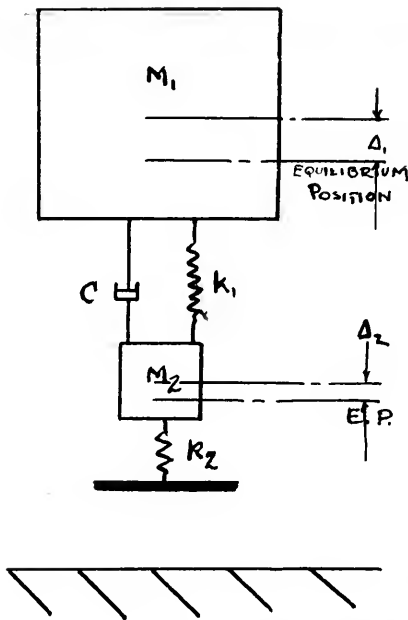 M₁
Δ₁
EQUILIBRIUM
POSITION
C
k₁
Δ₂
M₂
E. P.
k₂